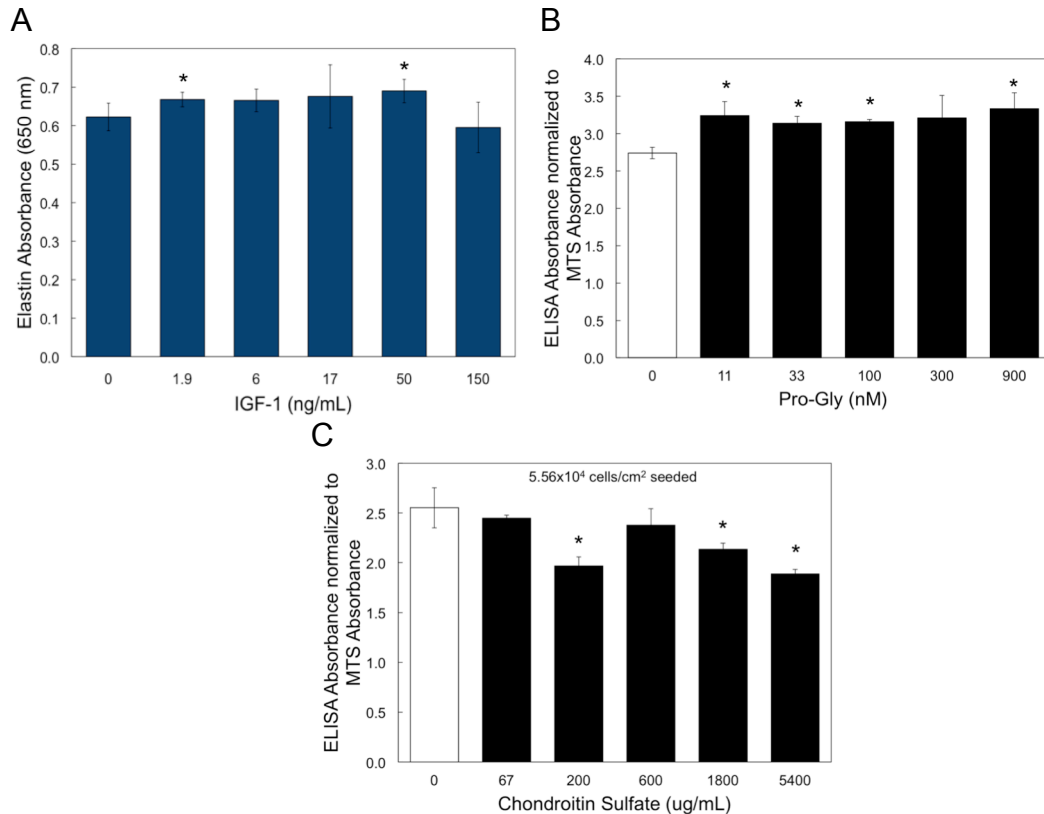 A
Elastin Absorbance (650 nm)
0.8
0.7
0.6
0.5
0.4
0.3
0.2
0.1
0.0
* *
0 1.9 6 17 50 150
IGF-1 (ng/mL)
B
ELISA Absorbance normalized to
MTS Absorbance
4.0
3.5
3.0
2.5
2.0
1.5
1.0
0.5
0.0
* * * *
0 11 33 100 300 900
Pro-Gly (nM)
C
ELISA Absorbance normalized to
MTS Absorbance
3.0
2.5
2.0
1.5
1.0
0.5
0.0
5.56x10⁴ cells/cm² seeded
* * *
0 67 200 600 1800 5400
Chondroitin Sulfate (ug/mL)